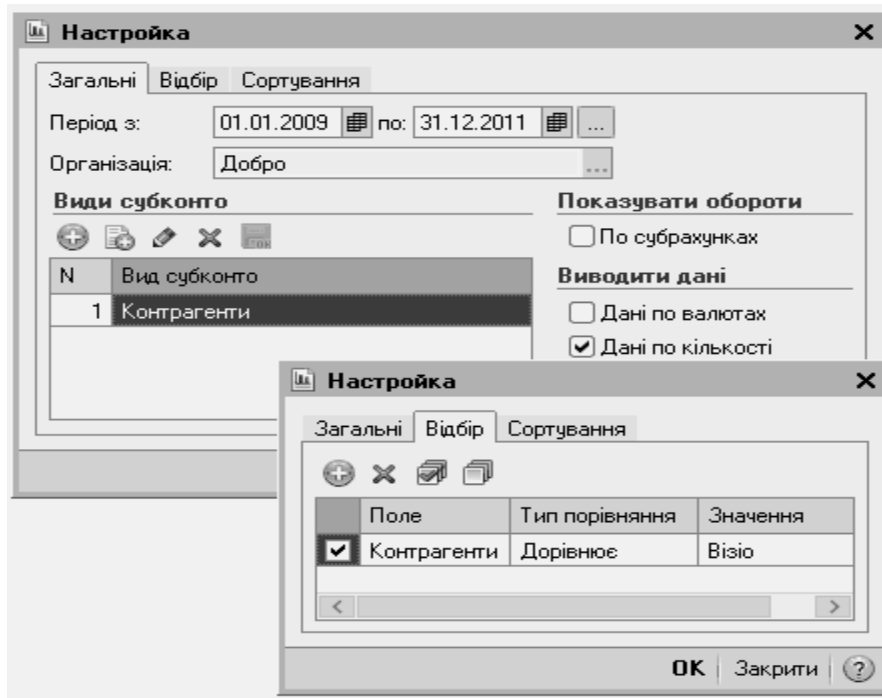 Настройка
Загальні Відбір Сортування
Період з: 01.01.2009 по: 31.12.2011 ...
Організація: Добро ...
Види субконто Показувати обороти
По субрахунках
N Вид субконто Виводити дані
1 Контрагенти Дані по валютах
Дані по кількості
Настройка
Загальні Відбір Сортування
Поле Тип порівняння Значення
Контрагенти Дорівнює Візіо
OK Закрити ?